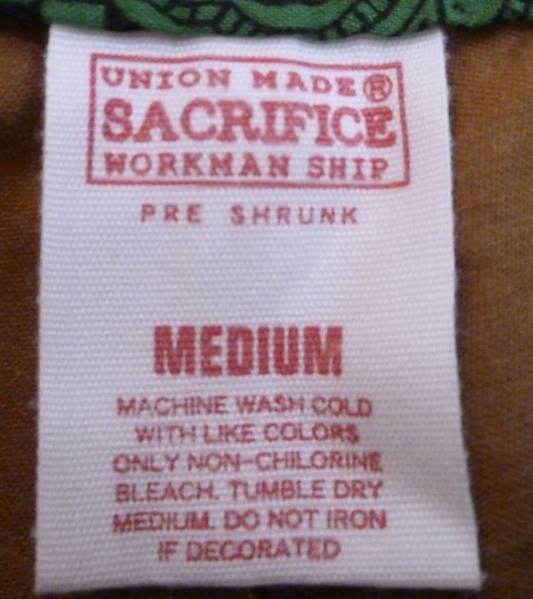 UNION MADE ®
SACRIFICE
WORKMAN SHIP
PRE SHRUNK
MEDIUM
MACHINE WASH COLD
WITH LIKE COLORS
ONLY NON-CHILORINE
BLEACH. TUMBLE DRY
MEDIUM. DO NOT IRON
IF DECORATED